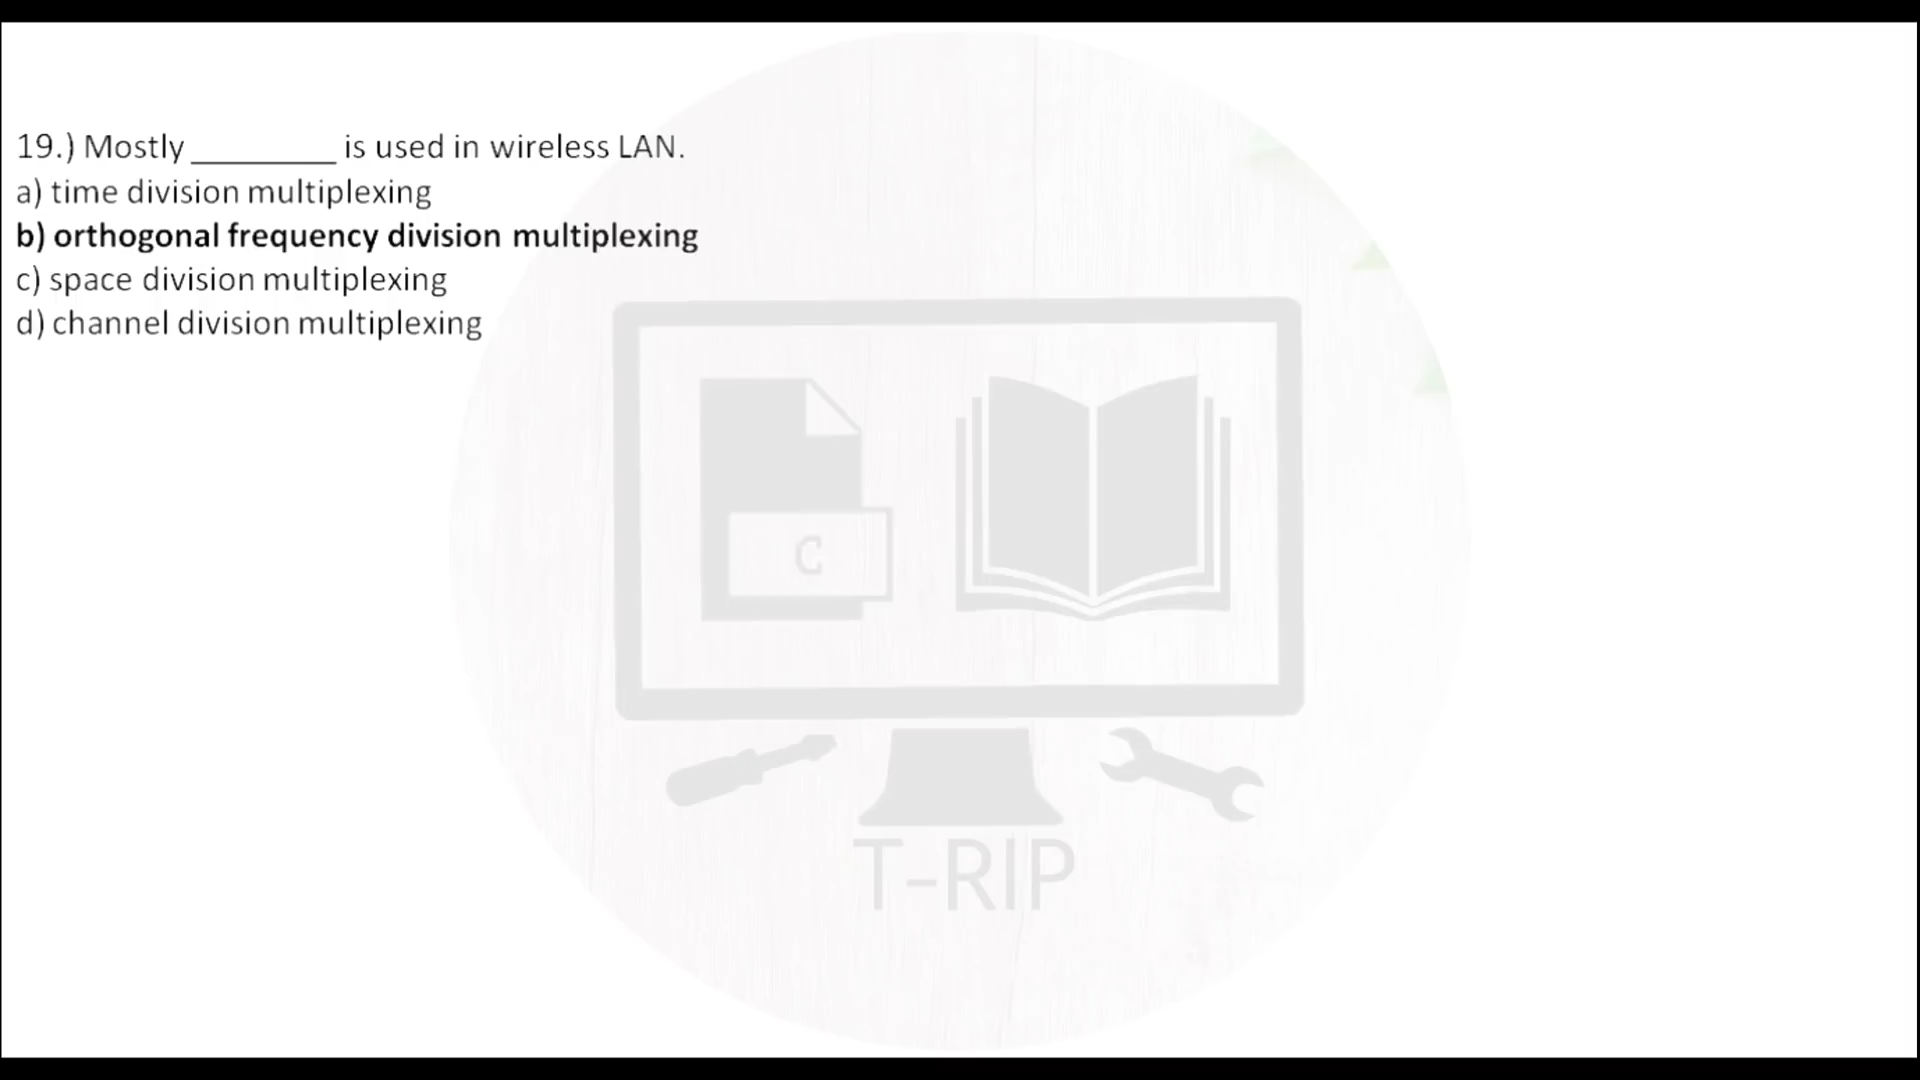 19.) Mostly _________ is used in wireless LAN.
a) time division multiplexing
b) orthogonal frequency division multiplexing
c) space division multiplexing
d) channel division multiplexing
C
T-RIP